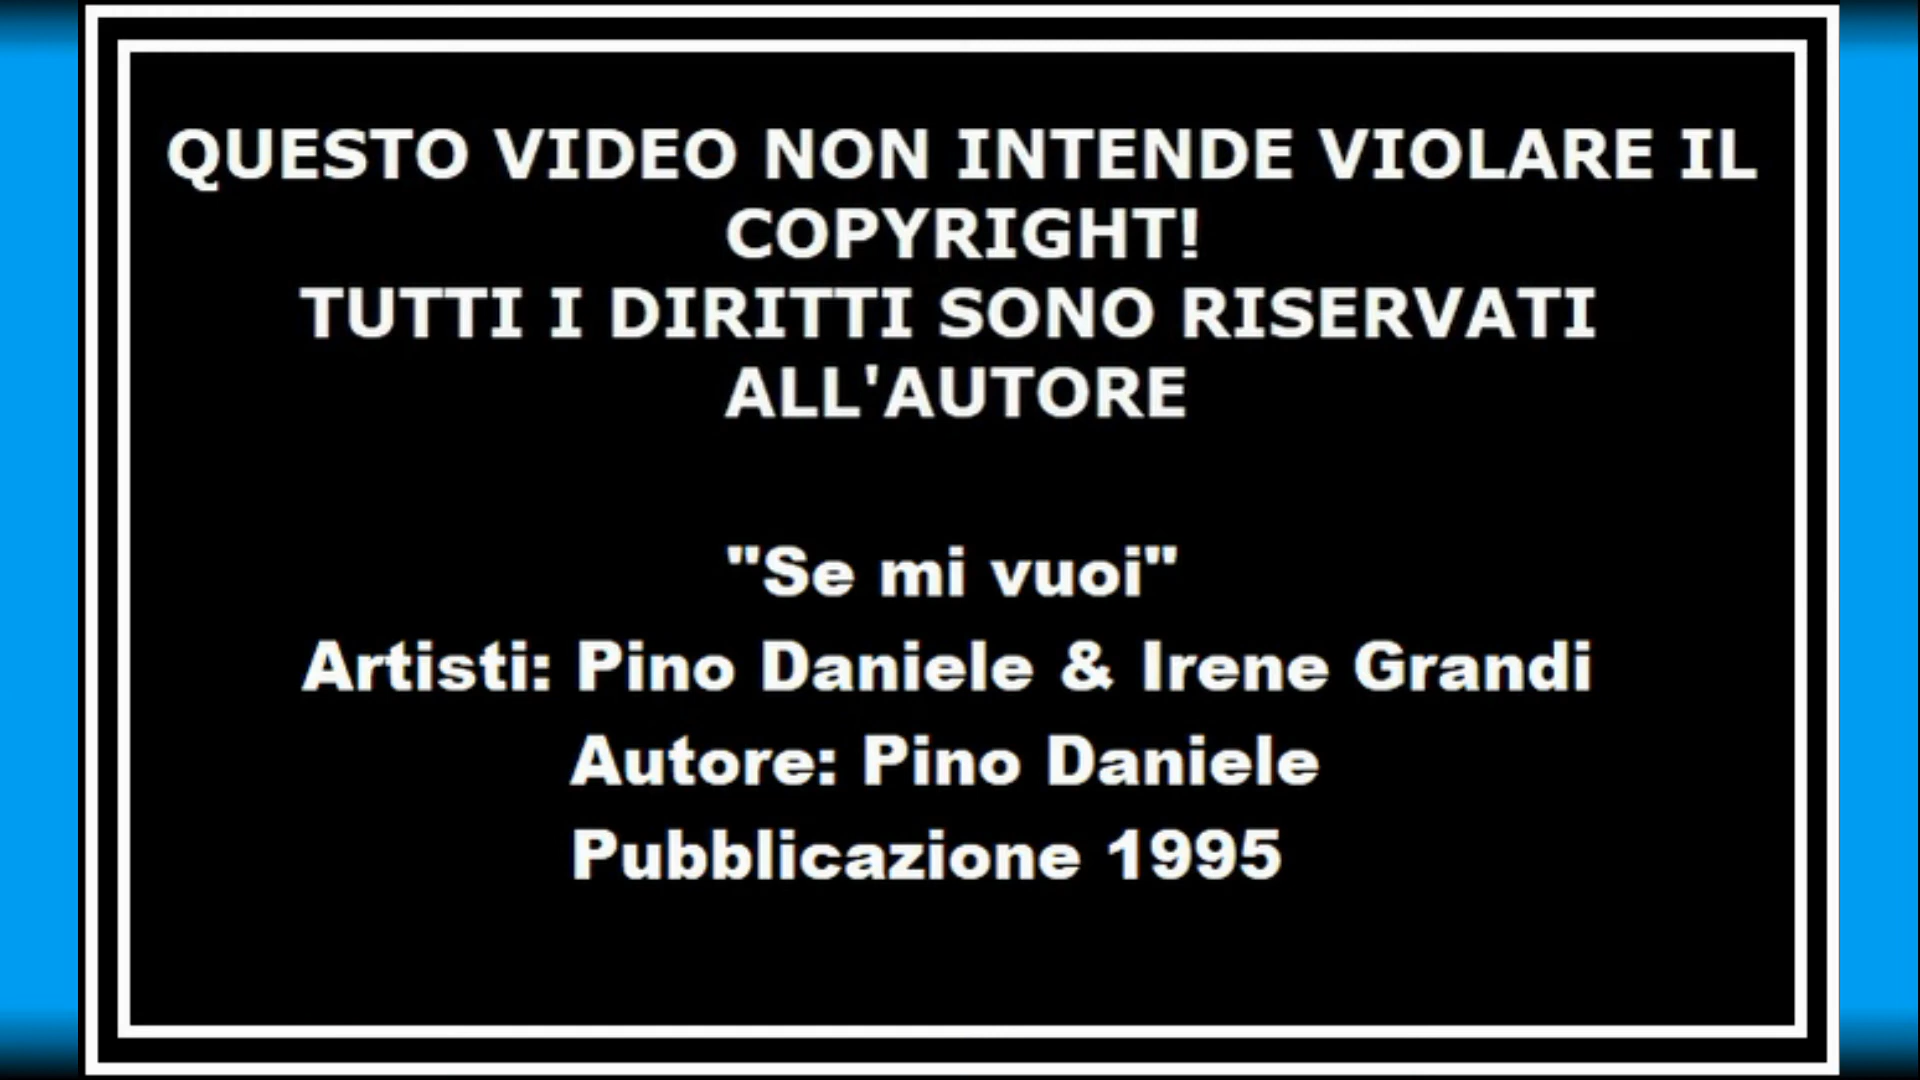 QUESTO VIDEO NON INTENDE VIOLARE IL
COPYRIGHT!
TUTTI I DIRITTI SONO RISERVATI
ALL'AUTORE
"Se mi vuoi"
Artisti: Pino Daniele & Irene Grandi
Autore: Pino Daniele
Pubblicazione 1995